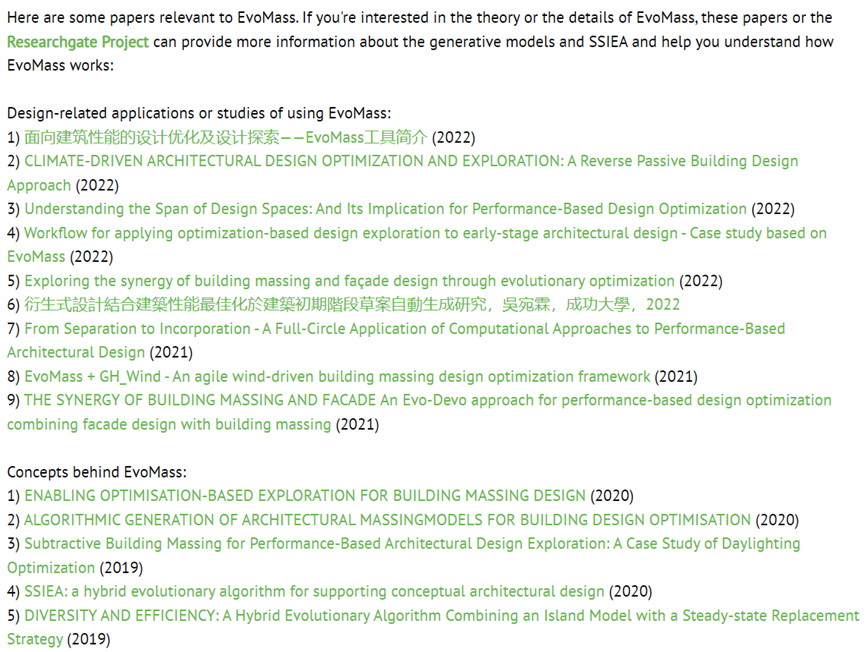 Here are some papers relevant to EvoMass. If you're interested in the theory or the details of EvoMass, these papers or the
Researchgate Project can provide more information about the generative models and SSIEA and help you understand how
EvoMass works:
Design-related applications or studies of using EvoMass:
1) 面向建筑性能的设计优化及设计探索——EvoMass工具简介 (2022)
2) CLIMATE-DRIVEN ARCHITECTURAL DESIGN OPTIMIZATION AND EXPLORATION: A Reverse Passive Building Design
Approach (2022)
3) Understanding the Span of Design Spaces: And Its Implication for Performance-Based Design Optimization (2022)
4) Workflow for applying optimization-based design exploration to early-stage architectural design - Case study based on
EvoMass (2022)
5) Exploring the synergy of building massing and façade design through evolutionary optimization (2022)
6) 衍生式設計結合建築性能最佳化於建築初期階段草案自動生成研究，吳宛霖，成功大學，2022
7) From Separation to Incorporation - A Full-Circle Application of Computational Approaches to Performance-Based
Architectural Design (2021)
8) EvoMass + GH_Wind - An agile wind-driven building massing design optimization framework (2021)
9) THE SYNERGY OF BUILDING MASSING AND FACADE An Evo-Devo approach for performance-based design optimization
combining facade design with building massing (2021)
Concepts behind EvoMass:
1) ENABLING OPTIMISATION-BASED EXPLORATION FOR BUILDING MASSING DESIGN (2020)
2) ALGORITHMIC GENERATION OF ARCHITECTURAL MASSINGMODELS FOR BUILDING DESIGN OPTIMISATION (2020)
3) Subtractive Building Massing for Performance-Based Architectural Design Exploration: A Case Study of Daylighting
Optimization (2019)
4) SSIEA: a hybrid evolutionary algorithm for supporting conceptual architectural design (2020)
5) DIVERSITY AND EFFICIENCY: A Hybrid Evolutionary Algorithm Combining an Island Model with a Steady-state Replacement
Strategy (2019)